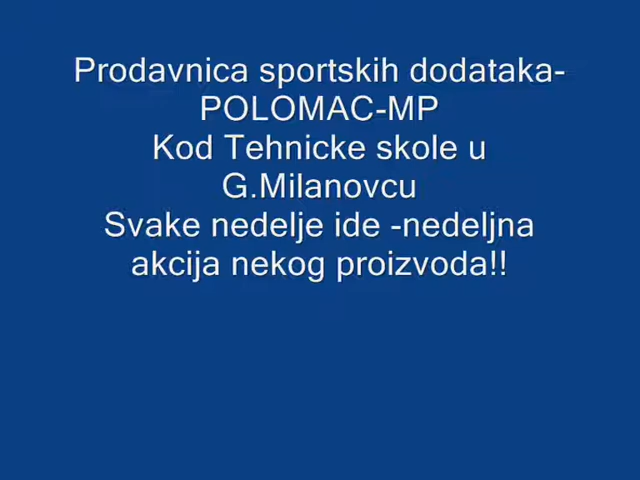 Prodavnica sportskih dodataka-
POLOMAC-MP
Kod Tehnicke skole u
G.Milanovcu
Svake nedelje ide -nedeljna
akcija nekog proizvoda!!